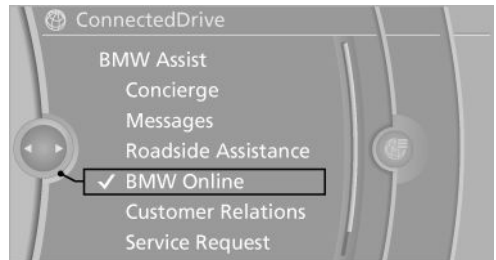 ConnectedDrive
BMW Assist
Concierge
Messages
Roadside Assistance
✓ BMW Online
Customer Relations
Service Request